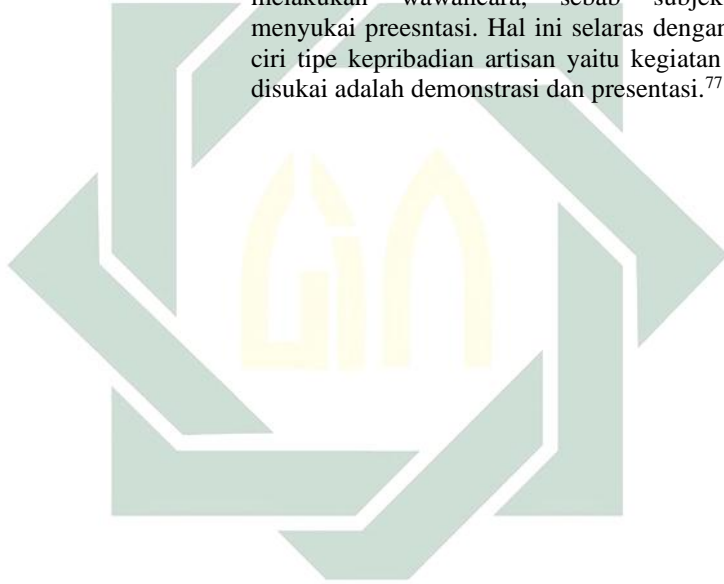 melakukan wawancara, sebab subjek
menyukai preesntasi. Hal ini selaras dengan
ciri tipe kepribadian artisan yaitu kegiatan
disukai adalah demonstrasi dan presentasi.77